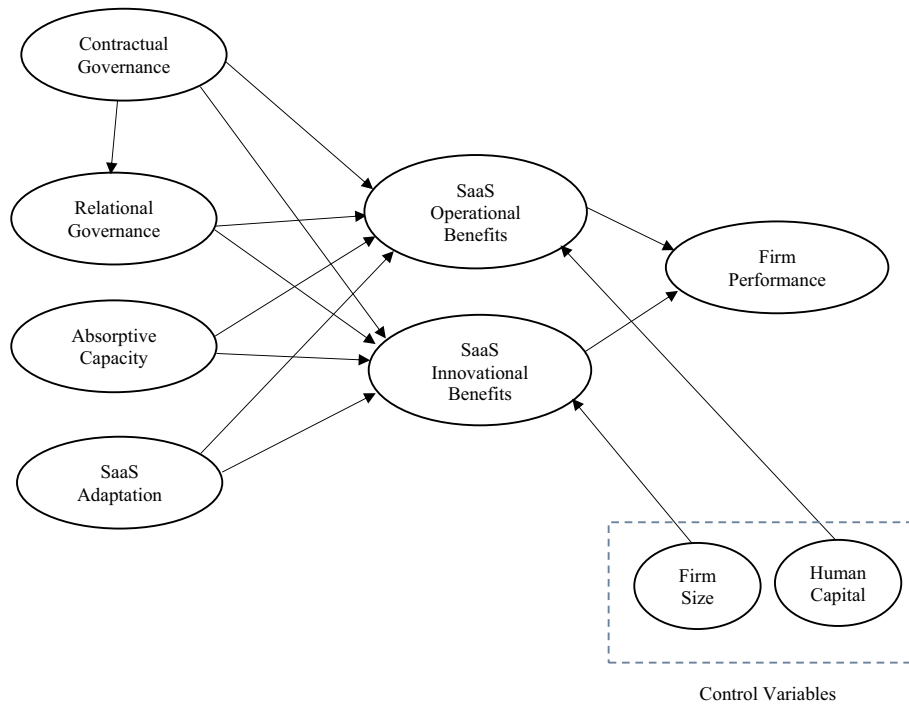 Contractual
Governance
Relational
Governance
Absorptive
Capacity
SaaS
Adaptation
SaaS
Operational
Benefits
SaaS
Innovational
Benefits
Firm
Performance
Firm
Size
Human
Capital
Control Variables